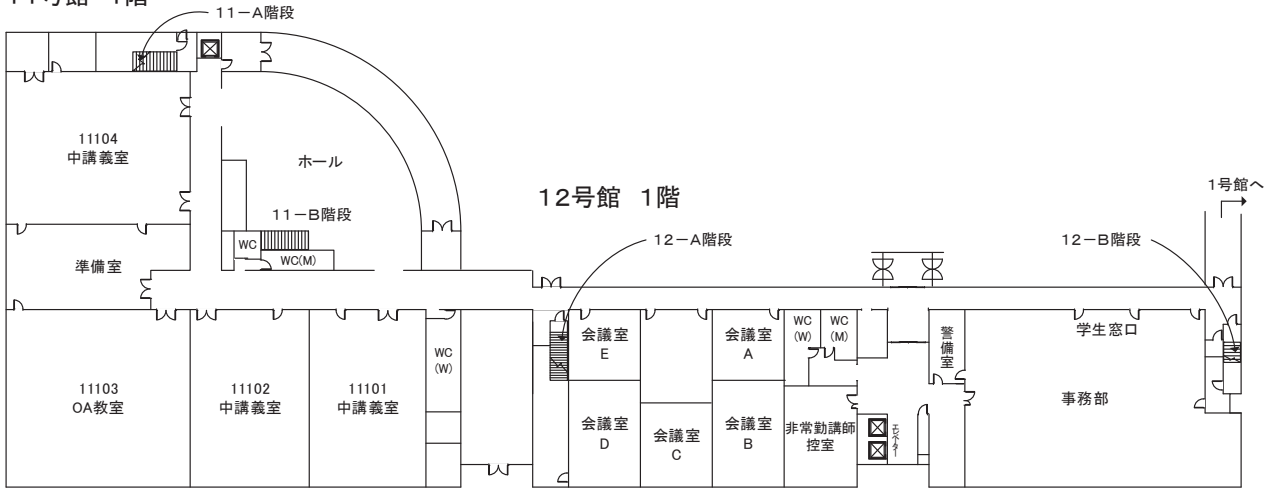 11号館 1階
11-A階段
11104
中講義室
ホール
11-B階段
WC
WC(M)
準備室
11103
OA教室
11102
中講義室
11101
中講義室
WC
(W)
12号館 1階
1号館へ
12-A階段
12-B階段
会議室
E
会議室
D
会議室
C
会議室
A
会議室
B
WC
(W)
WC
(M)
非常勤講師
控室
エレベーター
警備室
学生窓口
事務部